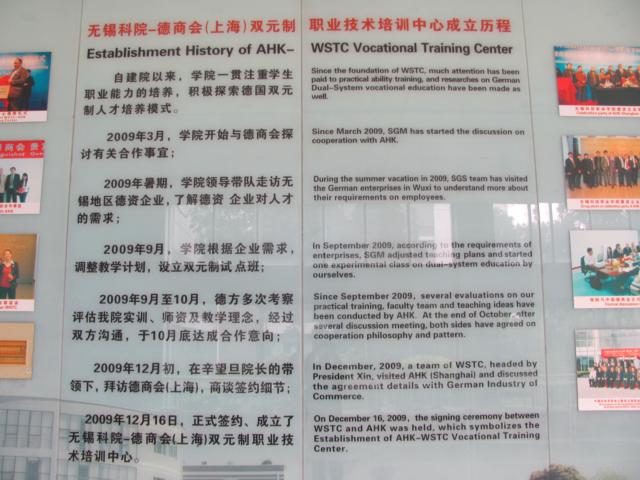 无锡科院-德商会(上海)双元制 职业技术培训中心成立历程
Establishment History of AHK- WSTC Vocational Training Center
自建院以来，学院一贯注重学生
职业能力的培养，积极探索德国双元
制人才培养模式。
Since the foundation of WSTC, much attention has been
paid to practical ability training, and researches on German
Dual-System vocational education have been made as
well.
2009年3月，学院开始与德商会探
讨有关合作事宜；
Since March 2009, SGM has started the discussion on
cooperation with AHK.
2009年暑期，学院领导带队走访无
锡地区德资企业，了解德资 企业对人才
的需求；
During the summer vacation in 2009, SGS team has visited
the German enterprises in Wuxi to understand more about
their requirements on employees.
2009年9月，学院根据企业需求，
调整教学计划，设立双元制试点班；
In September 2009, according to the requirements of
enterprises, SGM adjusted teaching plans and started
one experimental class on dual-system education by
ourselves.
2009年9月至10月，德方多次考察
评估我院实训、师资及教学理念，经过
双方沟通，于10月底达成合作意向；
Since September 2009, several evaluations on our
practical training, faculty team and teaching ideas have
been conducted by AHK. At the end of October, after
several discussion meeting, both sides have agreed on
cooperation philosophy and pattern.
2009年12月初，在辛望旦院长的带
领下，拜访德商会(上海)，商谈签约细节；
In December, 2009, a team of WSTC, headed by
President Xin, visited AHK (Shanghai) and discussed
the agreement details with German Industry of
Commerce.
2009年12月16日，正式签约、成立了
无锡科院-德商会(上海)双元制职业技
术培训中心。
On December 16, 2009, the signing ceremony between
WSTC and AHK was held, which symbolizes the
Establishment of AHK-WSTC Vocational Training
Center.